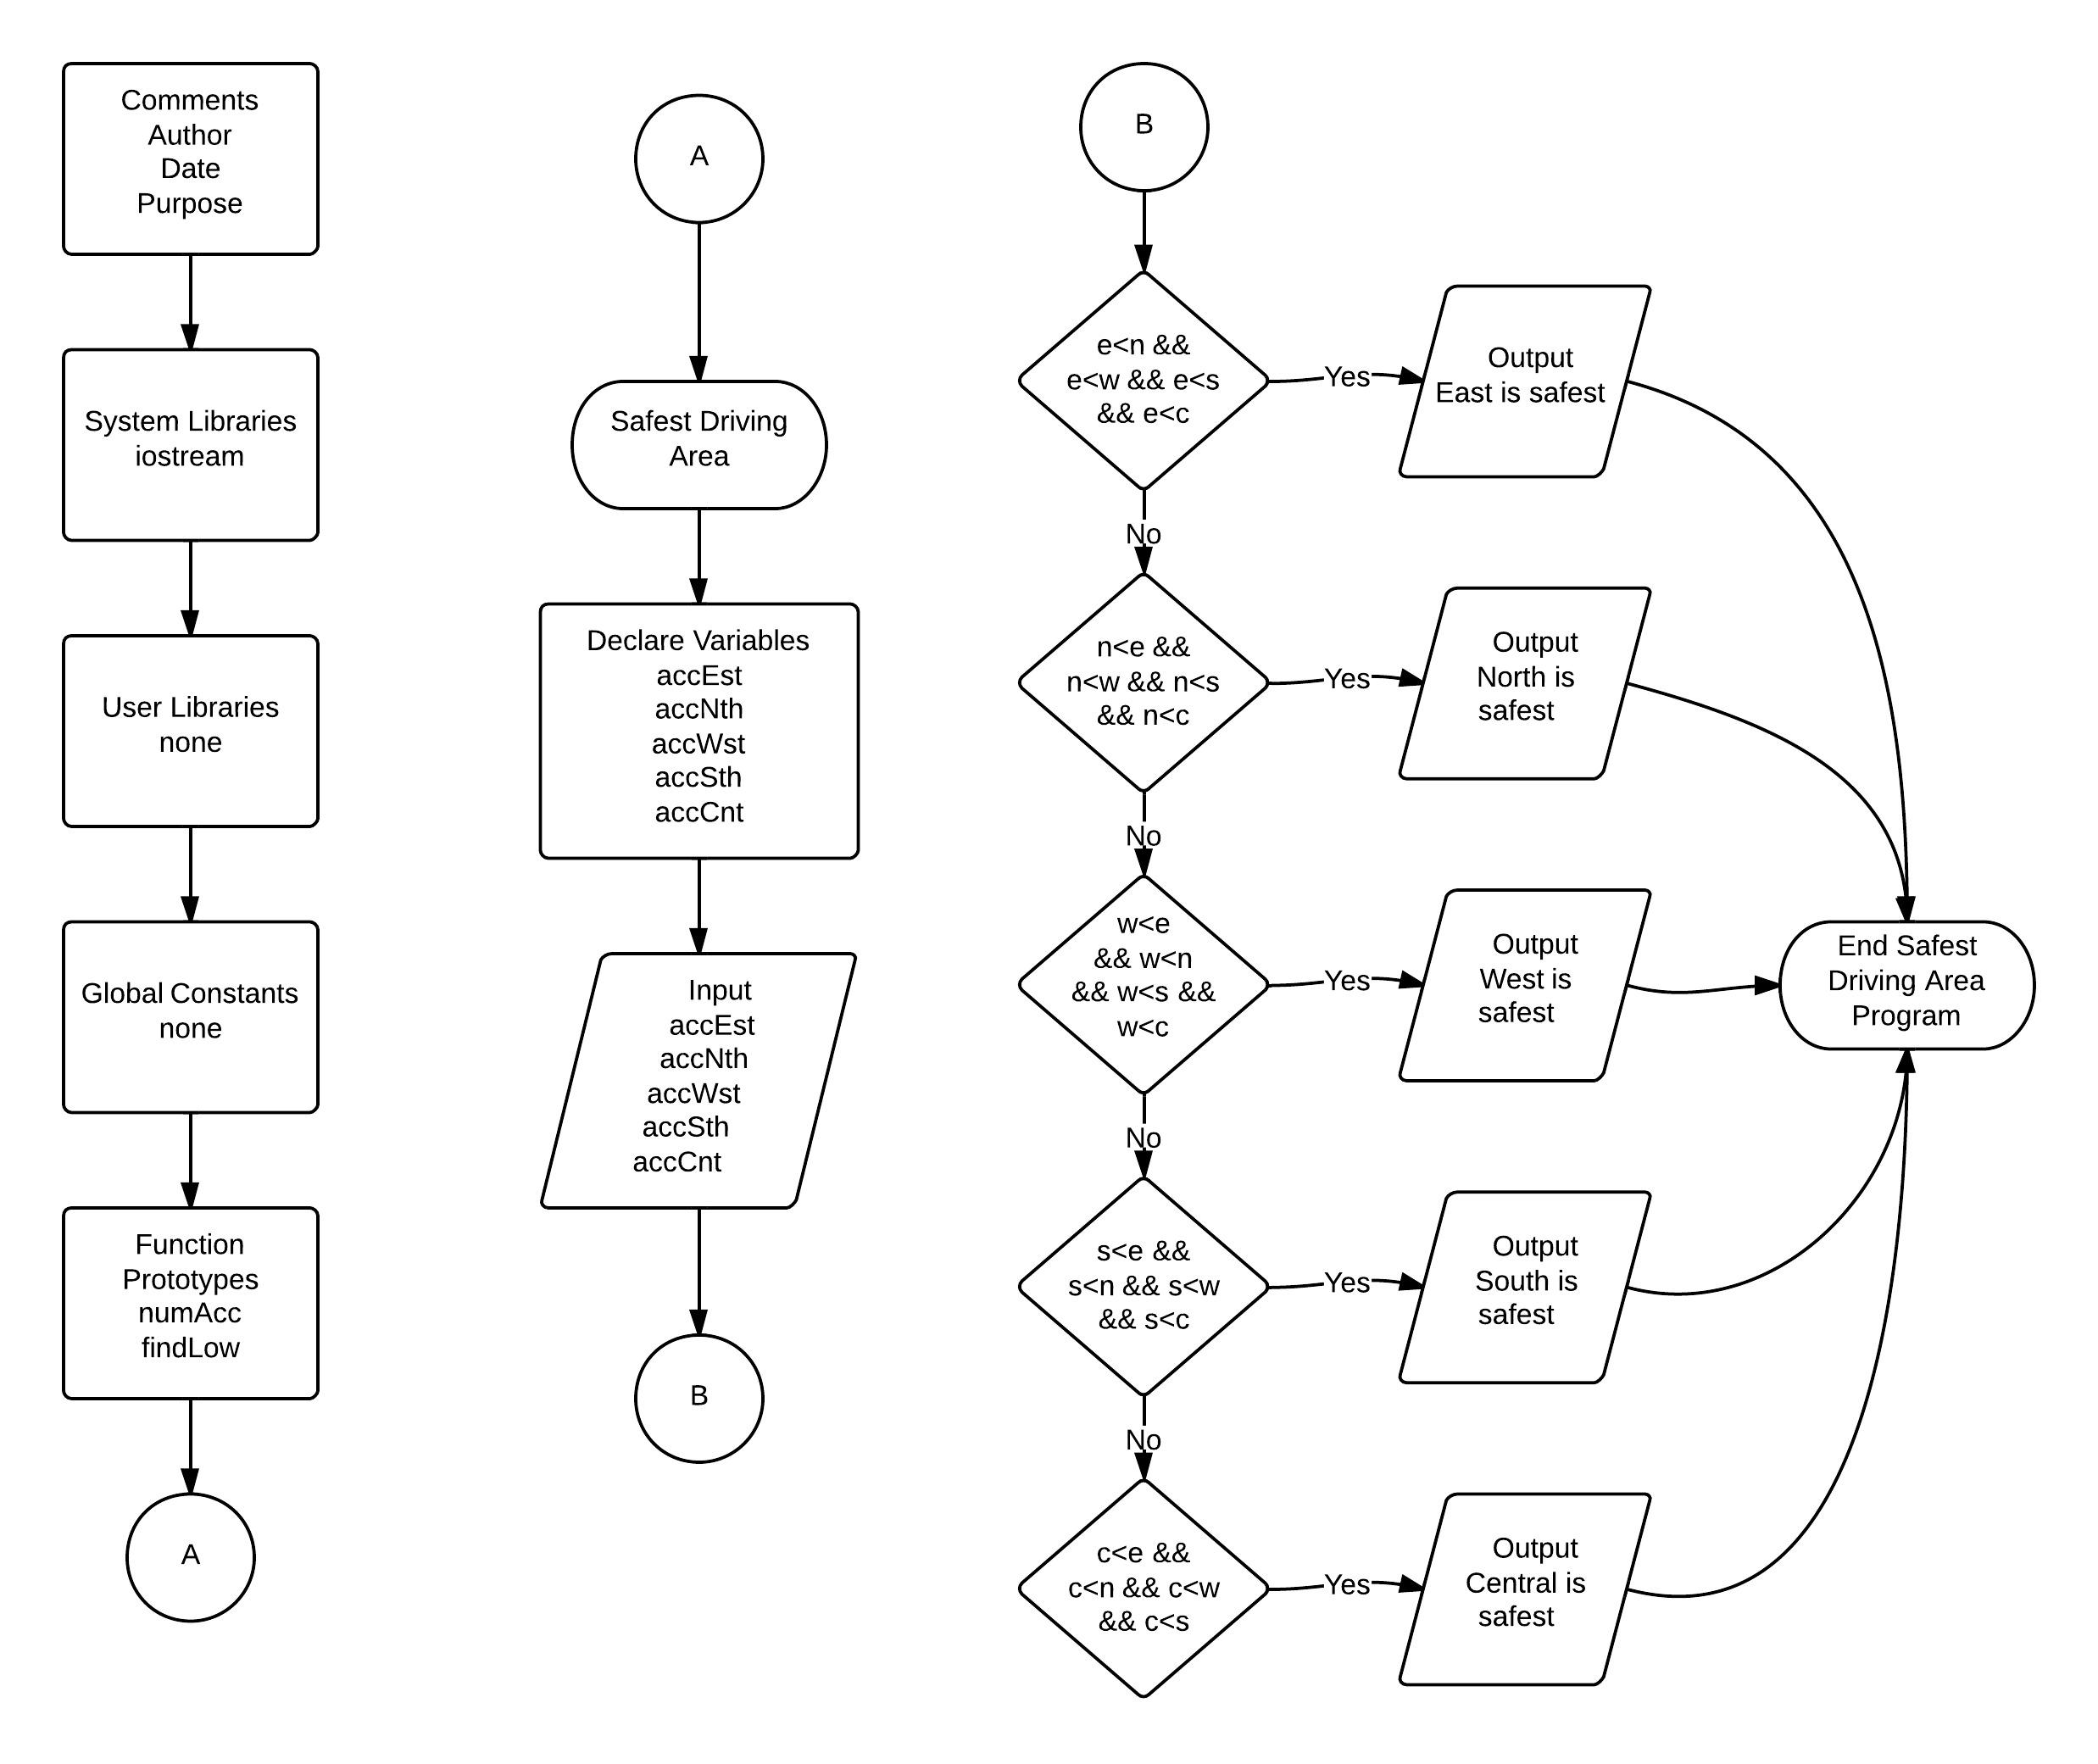 Comments
Author
Date
Purpose
System Libraries
iostream
User Libraries
none
Global Constants
none
Function
Prototypes
numAcc
findLow
A
A
Safest Driving
Area
Declare Variables
accEst
accNth
accWst
accSth
accCnt
Input
accEst
accNth
accWst
accSth
accCnt
B
B
e<n &&
e<w && e<s
&& e<c
Yes
Output
East is safest
No
n<e &&
n<w && n<s
&& n<c
Yes
Output
North is
safest
No
w<e
&& w<n
&& w<s &&
w<c
Yes
Output
West is
safest
No
s<e &&
s<n && s<w
&& s<c
Yes
Output
South is
safest
No
c<e &&
c<n && c<w
&& c<s
Yes
Output
Central is
safest
End Safest
Driving Area
Program